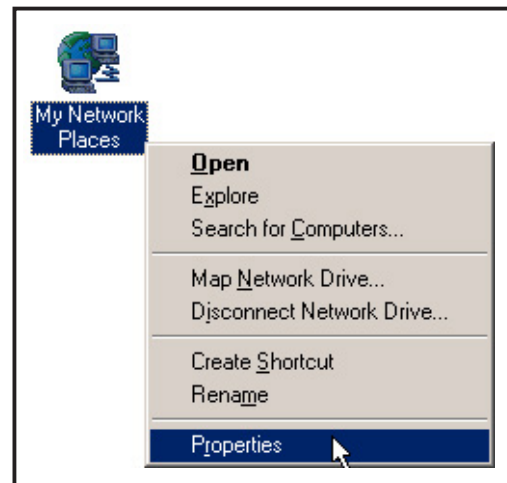 My Network
Places
Open
Explore
Search for Computers...
Map Network Drive...
Disconnect Network Drive...
Create Shortcut
Rename
Properties